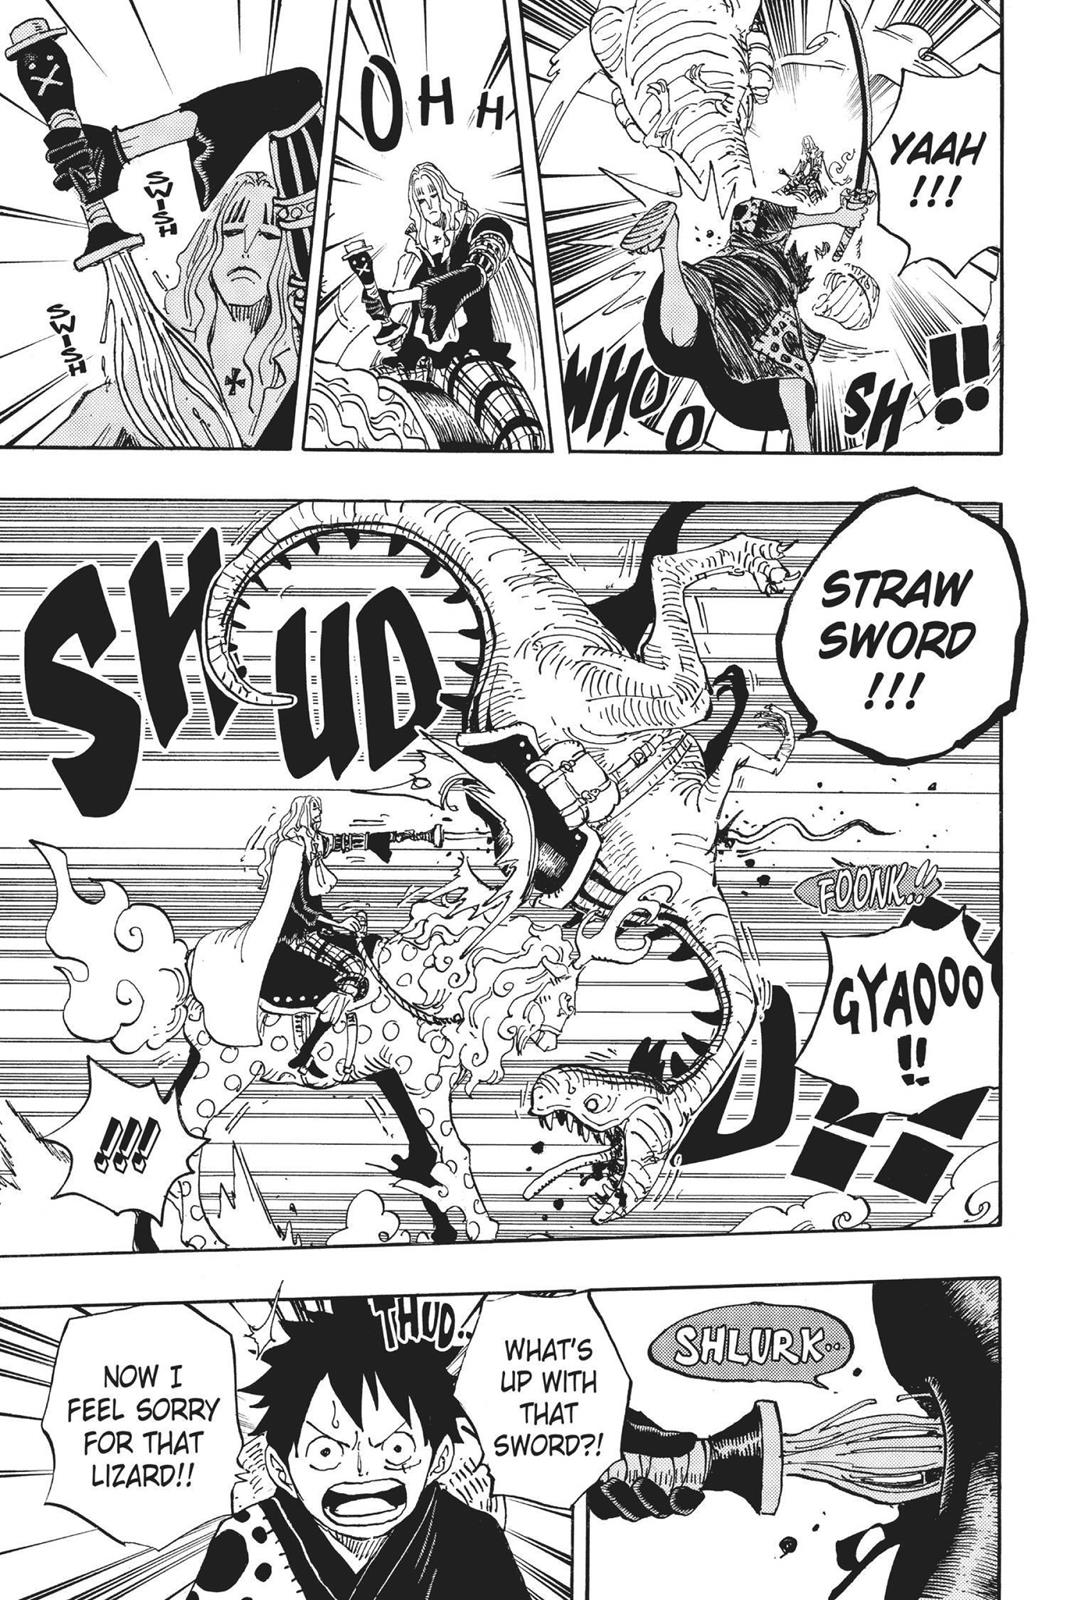 YAAH
!!!
WHOOOSH!!
OHH
SWISH
SWISH
STRAW
SWORD
!!!
SHUD
FOONK..!!
GYAOOO
!!
!!!
SHLURK..
WHAT'S
UP WITH
THAT
SWORD?!
THUD..
NOW I
FEEL SORRY
FOR THAT
LIZARD!!